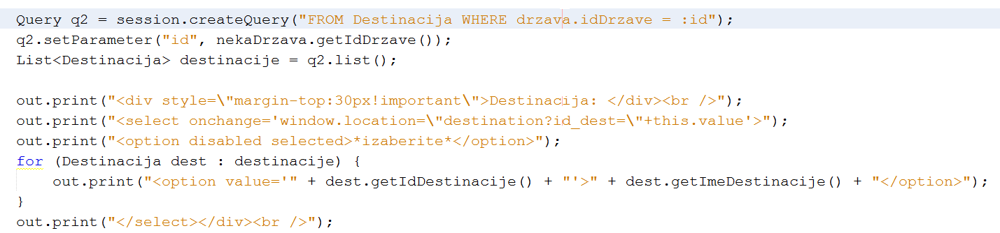 Query q2 = session.createQuery("FROM Destinacija WHERE drzava.idDrzave = :id");
q2.setParameter("id", nekaDrzava.getIdDrzave());
List<Destinacija> destinacije = q2.list();
out.print("<div style=\"margin-top:30px!important\">Destinacija: </div><br />");
out.print("<select onchange='window.location=\"destination?id_dest=\"+this.value'>");
out.print("<option disabled selected>*izaberite*</option>");
for (Destinacija dest : destinacije) {
    out.print("<option value='" + dest.getIdDestinacije() + "'>" + dest.getImeDestinacije() + "</option>");
}
out.print("</select></div><br />");